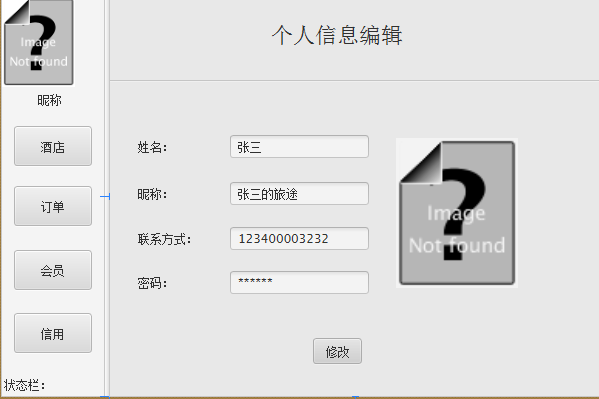 Image
Not found
昵称
酒店
订单
会员
信用
状态栏：
个人信息编辑
姓名： 张三
昵称： 张三的旅途
联系方式： 123400003232
密码： ******
Image
Not found
修改